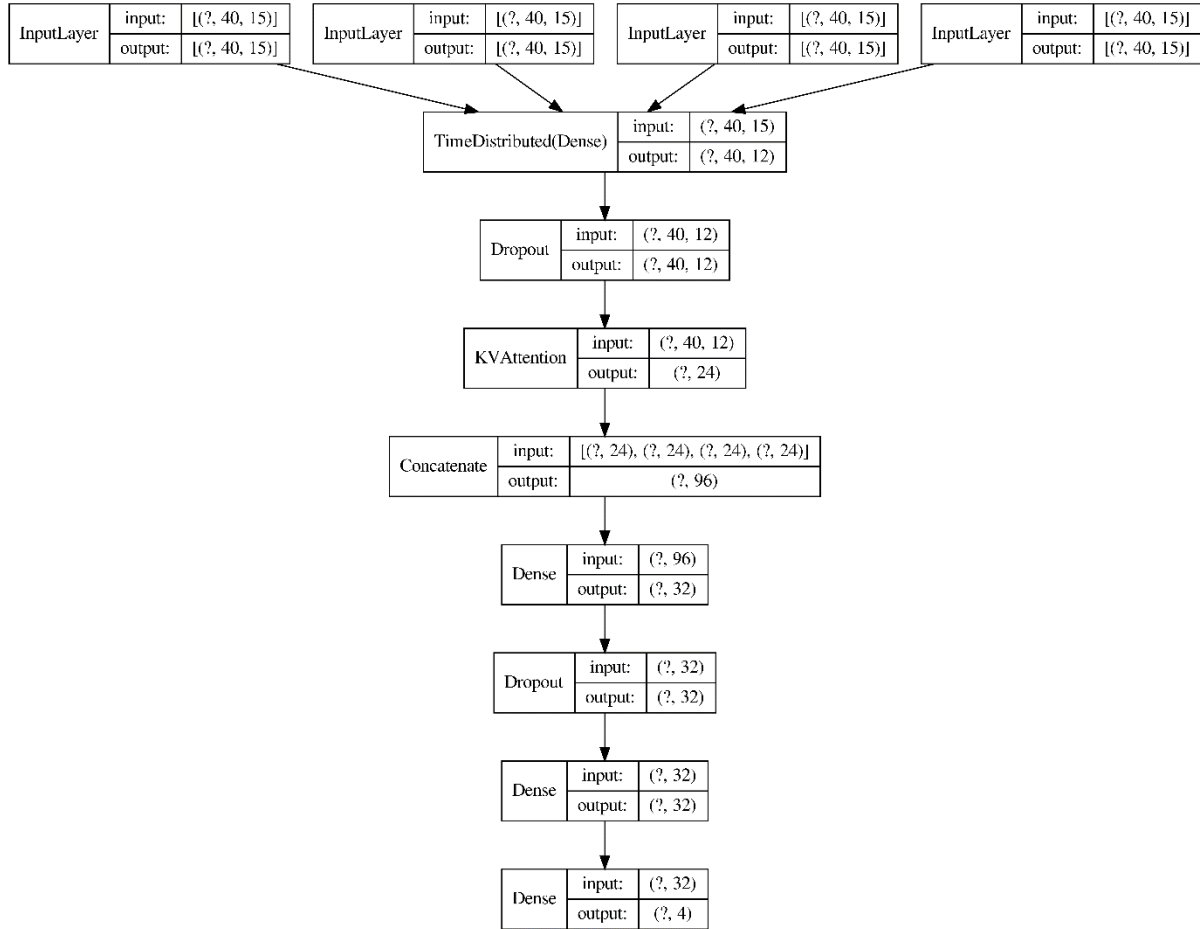 InputLayer input: [(?, 40, 15)] output: [(?, 40, 15)]
InputLayer input: [(?, 40, 15)] output: [(?, 40, 15)]
InputLayer input: [(?, 40, 15)] output: [(?, 40, 15)]
InputLayer input: [(?, 40, 15)] output: [(?, 40, 15)]
TimeDistributed(Dense) input: (?, 40, 15) output: (?, 40, 12)
Dropout input: (?, 40, 12) output: (?, 40, 12)
KVAttention input: (?, 40, 12) output: (?, 24)
Concatenate input: [(?, 24), (?, 24), (?, 24), (?, 24)] output: (?, 96)
Dense input: (?, 96) output: (?, 32)
Dropout input: (?, 32) output: (?, 32)
Dense input: (?, 32) output: (?, 32)
Dense input: (?, 32) output: (?, 4)